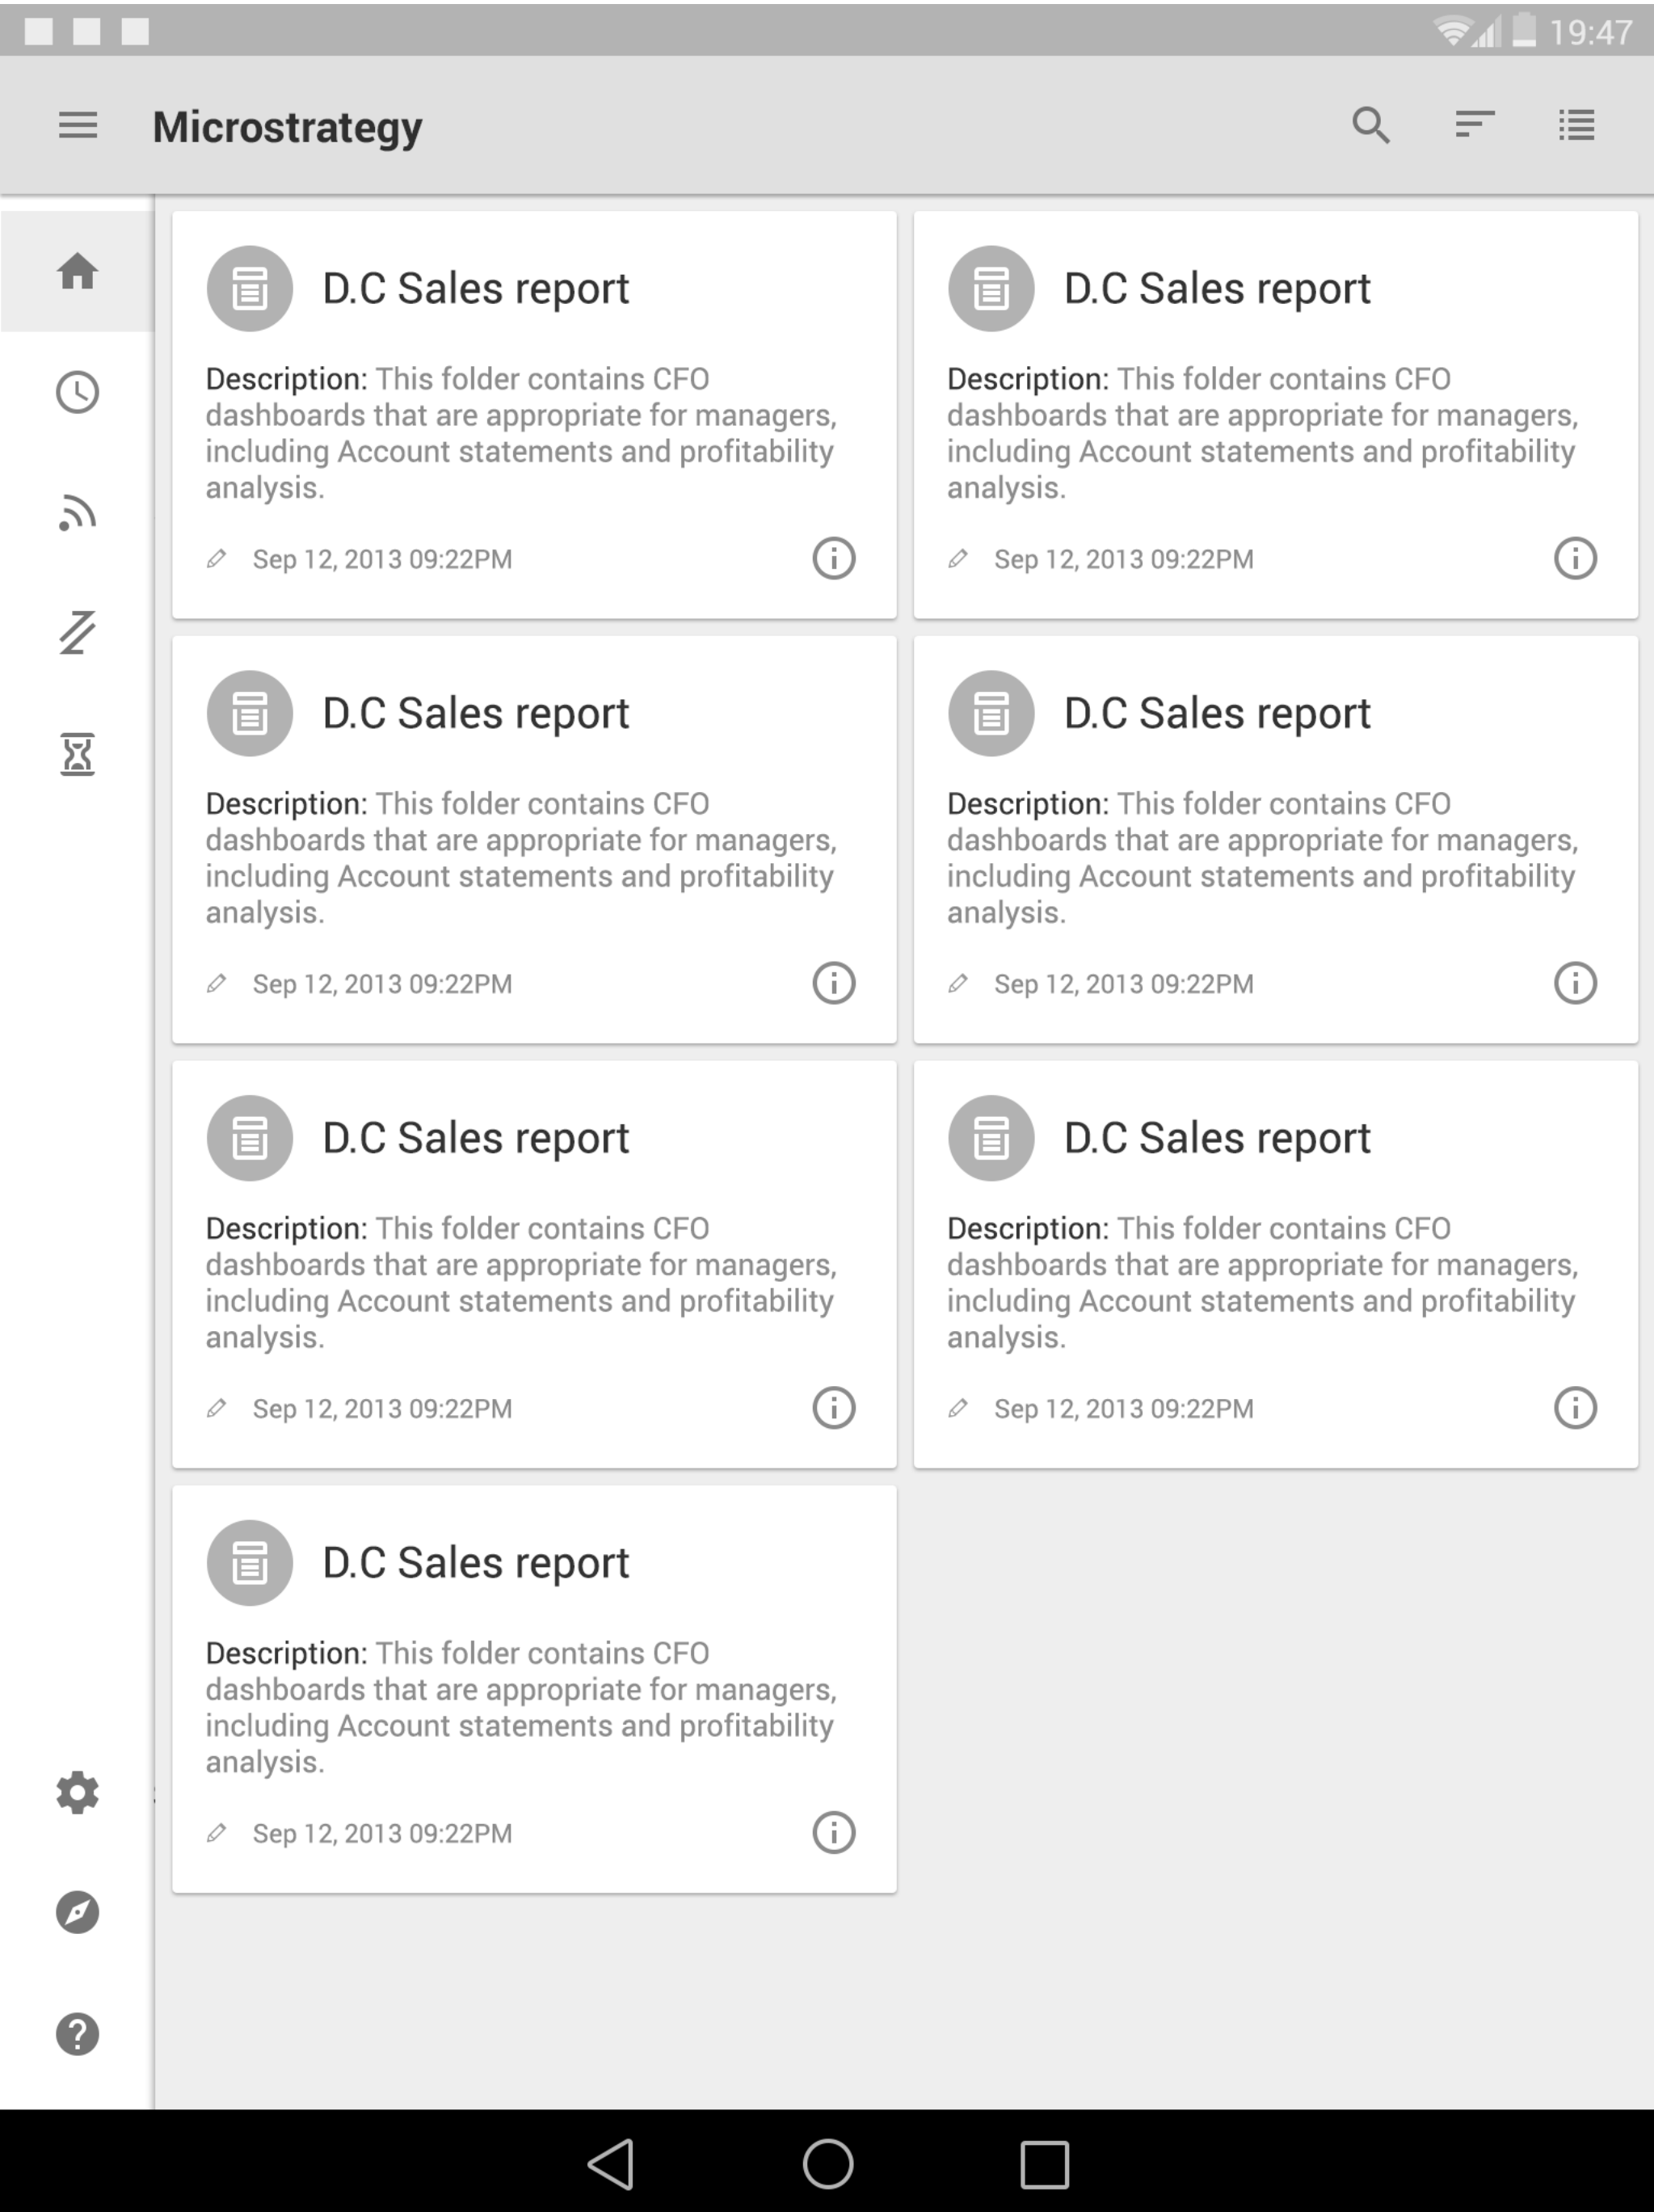 19:47
Microstrategy
D.C Sales report
Description: This folder contains CFO
dashboards that are appropriate for managers,
including Account statements and profitability
analysis.
Sep 12, 2013 09:22PM
D.C Sales report
Description: This folder contains CFO
dashboards that are appropriate for managers,
including Account statements and profitability
analysis.
Sep 12, 2013 09:22PM
D.C Sales report
Description: This folder contains CFO
dashboards that are appropriate for managers,
including Account statements and profitability
analysis.
Sep 12, 2013 09:22PM
D.C Sales report
Description: This folder contains CFO
dashboards that are appropriate for managers,
including Account statements and profitability
analysis.
Sep 12, 2013 09:22PM
D.C Sales report
Description: This folder contains CFO
dashboards that are appropriate for managers,
including Account statements and profitability
analysis.
Sep 12, 2013 09:22PM
D.C Sales report
Description: This folder contains CFO
dashboards that are appropriate for managers,
including Account statements and profitability
analysis.
Sep 12, 2013 09:22PM
D.C Sales report
Description: This folder contains CFO
dashboards that are appropriate for managers,
including Account statements and profitability
analysis.
Sep 12, 2013 09:22PM